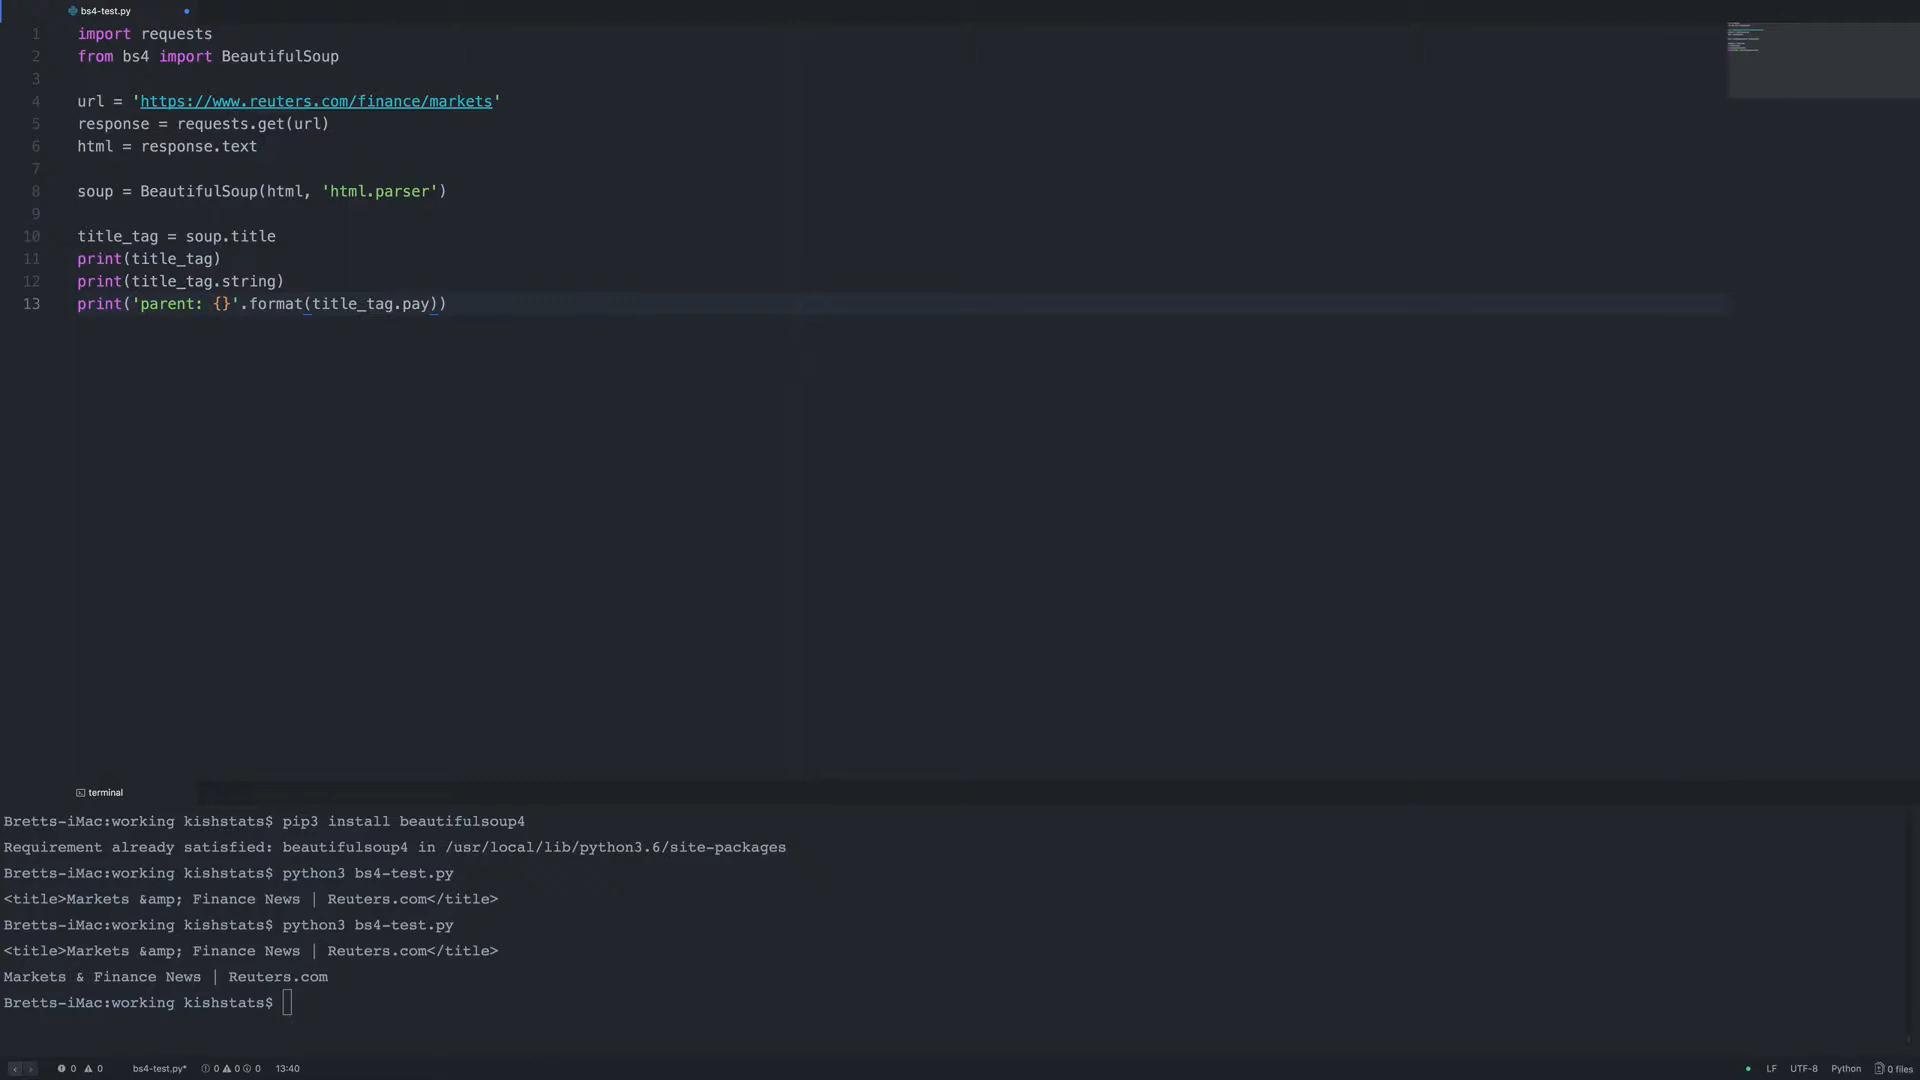 bs4-test.py
1 import requests
2 from bs4 import BeautifulSoup
3
4 url = 'https://www.reuters.com/finance/markets'
5 response = requests.get(url)
6 html = response.text
7
8 soup = BeautifulSoup(html, 'html.parser')
9
10 title_tag = soup.title
11 print(title_tag)
12 print(title_tag.string)
13 print('parent: {}'.format(title_tag.pay))
terminal
Bretts-iMac:working kishstats$ pip3 install beautifulsoup4
Requirement already satisfied: beautifulsoup4 in /usr/local/lib/python3.6/site-packages
Bretts-iMac:working kishstats$ python3 bs4-test.py
<title>Markets &amp; Finance News | Reuters.com</title>
Bretts-iMac:working kishstats$ python3 bs4-test.py
<title>Markets &amp; Finance News | Reuters.com</title>
Markets & Finance News | Reuters.com
Bretts-iMac:working kishstats$
0 0 bs4-test.py* 0 0 0 13:40 LF UTF-8 Python 0 files